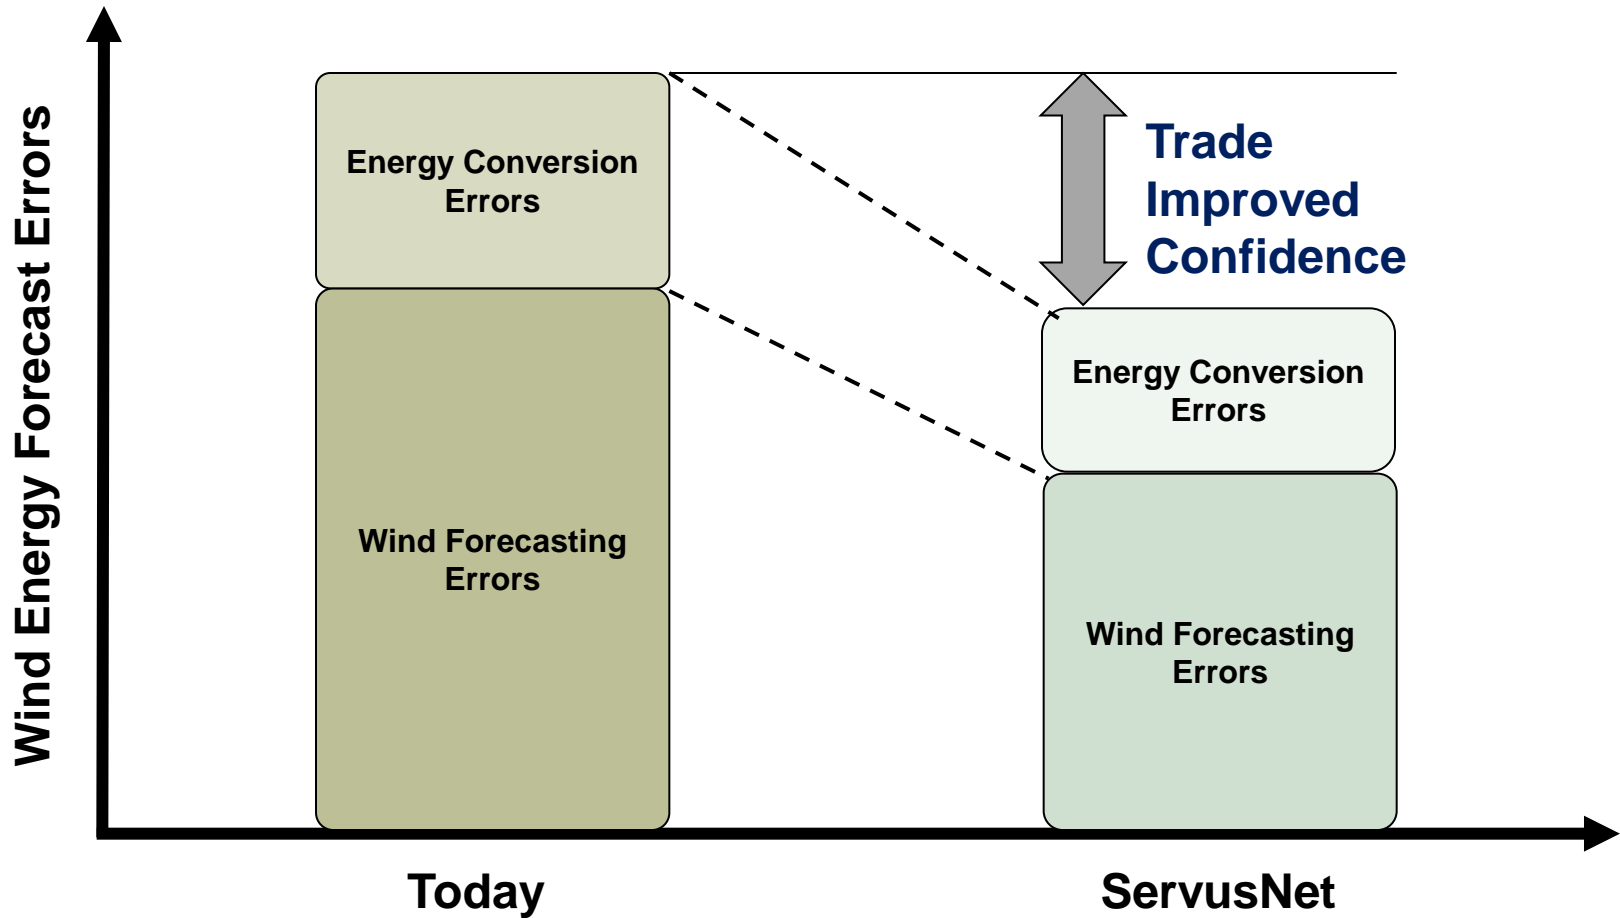 Wind Energy Forecast Errors
Energy Conversion
Errors
Wind Forecasting
Errors
Trade
Improved
Confidence
Energy Conversion
Errors
Wind Forecasting
Errors
Today
ServusNet